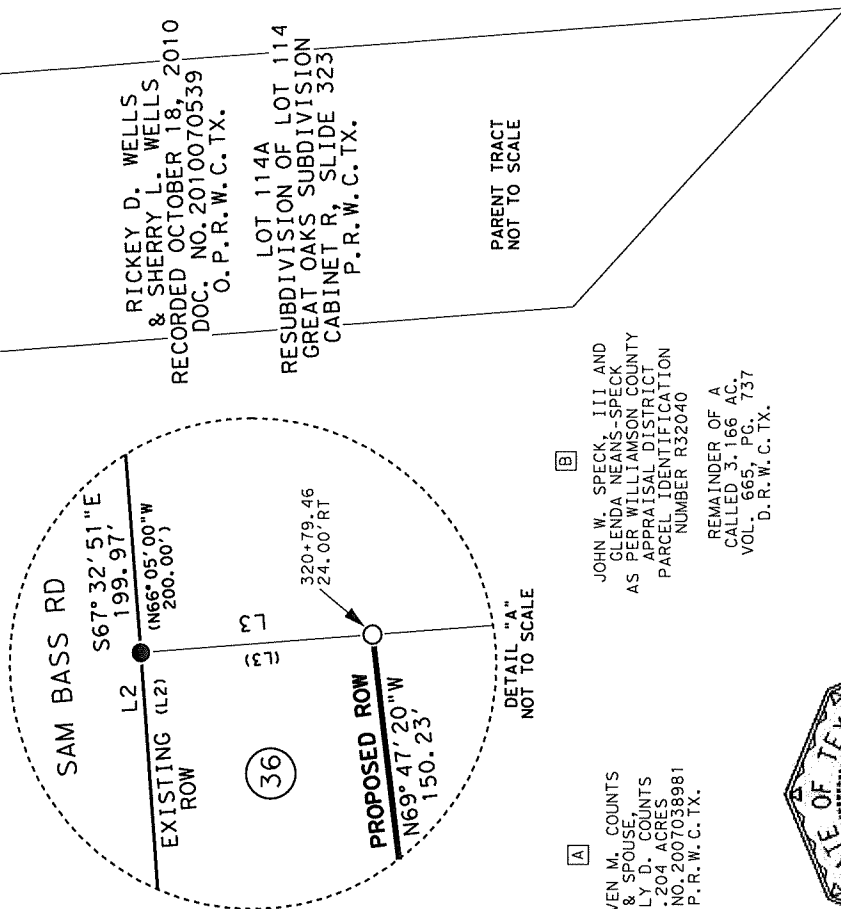 RICKEY D. WELLS
& SHERRY L. WELLS
RECORDED OCTOBER 18, 2010
DOC. NO. 2010070539
O.P.R.W.C.TX.
LOT 114A
RESUBDIVISION OF LOT 114
GREAT OAKS SUBDIVISION
CABINET R, SLIDE 323
P.R.W.C.TX.
PARENT TRACT
NOT TO SCALE
SAM BASS RD
S67°32'51"E
199.97'
(N66°05'00"W
200.00')
L2
EXISTING (L2)
ROW
L3
(L3)
36
320+79.46
24.00' RT
PROPOSED ROW
N69°47'20"W
150.23'
DETAIL "A"
NOT TO SCALE
B
JOHN W. SPECK, III AND
GLENDA NEANS-SPECK
AS PER WILLIAMSON COUNTY
APPRAISAL DISTRICT
PARCEL IDENTIFICATION
NUMBER R32040
REMAINDER OF A
CALLED 3.166 AC.
VOL. 665, PG. 737
D.R.W.C.TX.
A
VEN M. COUNTS
& SPOUSE,
LY D. COUNTS
.204 ACRES
NO. 2007038981
P.R.W.C.TX.
OF